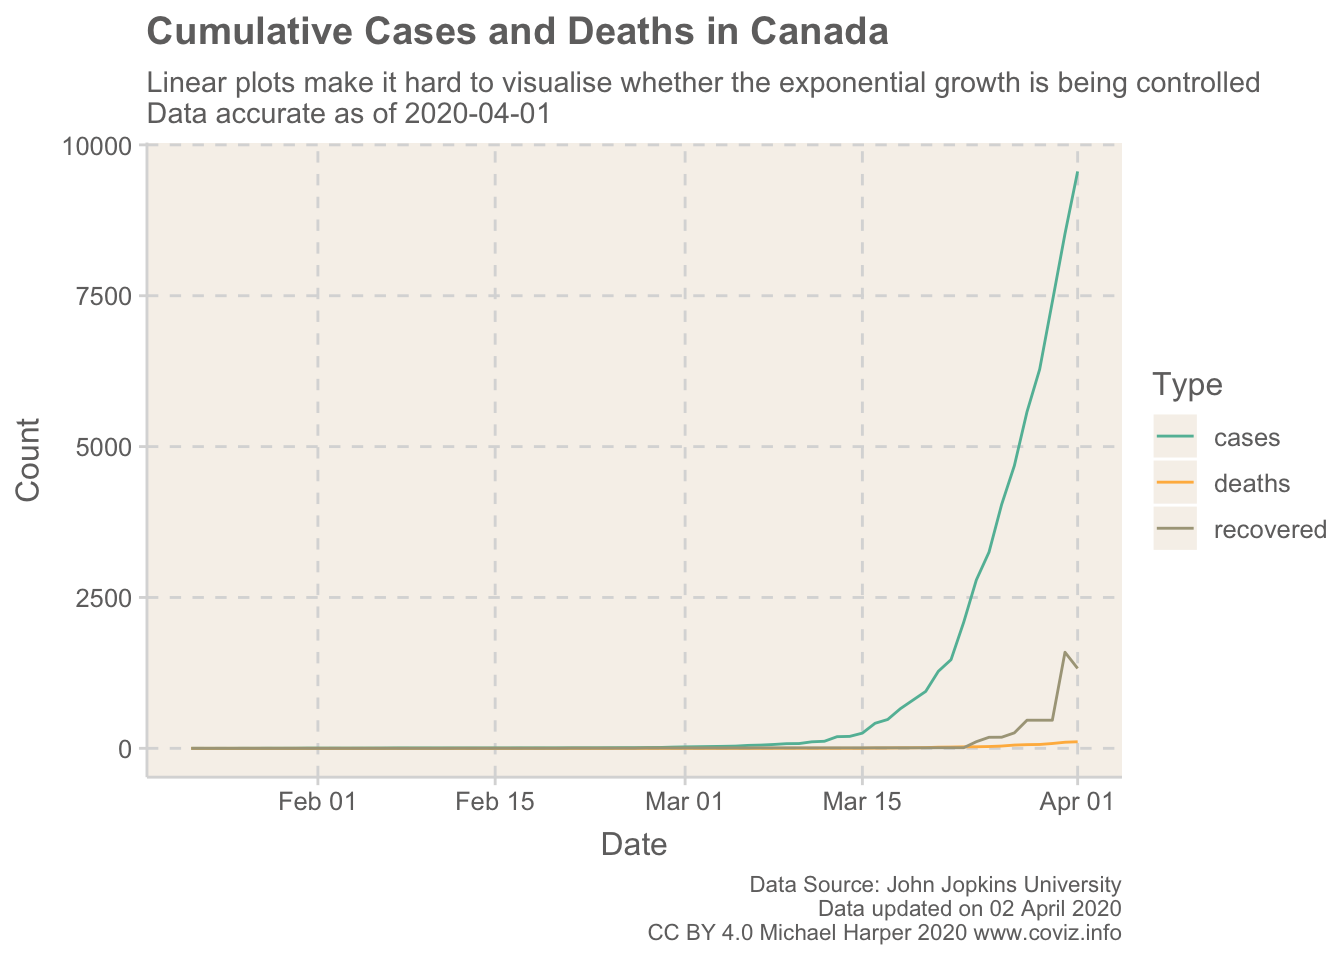 Cumulative Cases and Deaths in Canada
Linear plots make it hard to visualise whether the exponential growth is being controlled
Data accurate as of 2020-04-01
10000
7500
5000
2500
0
Count
Feb 01
Feb 15
Mar 01
Mar 15
Apr 01
Date
Type
cases
deaths
recovered
Data Source: John Jopkins University
Data updated on 02 April 2020
CC BY 4.0 Michael Harper 2020 www.coviz.info